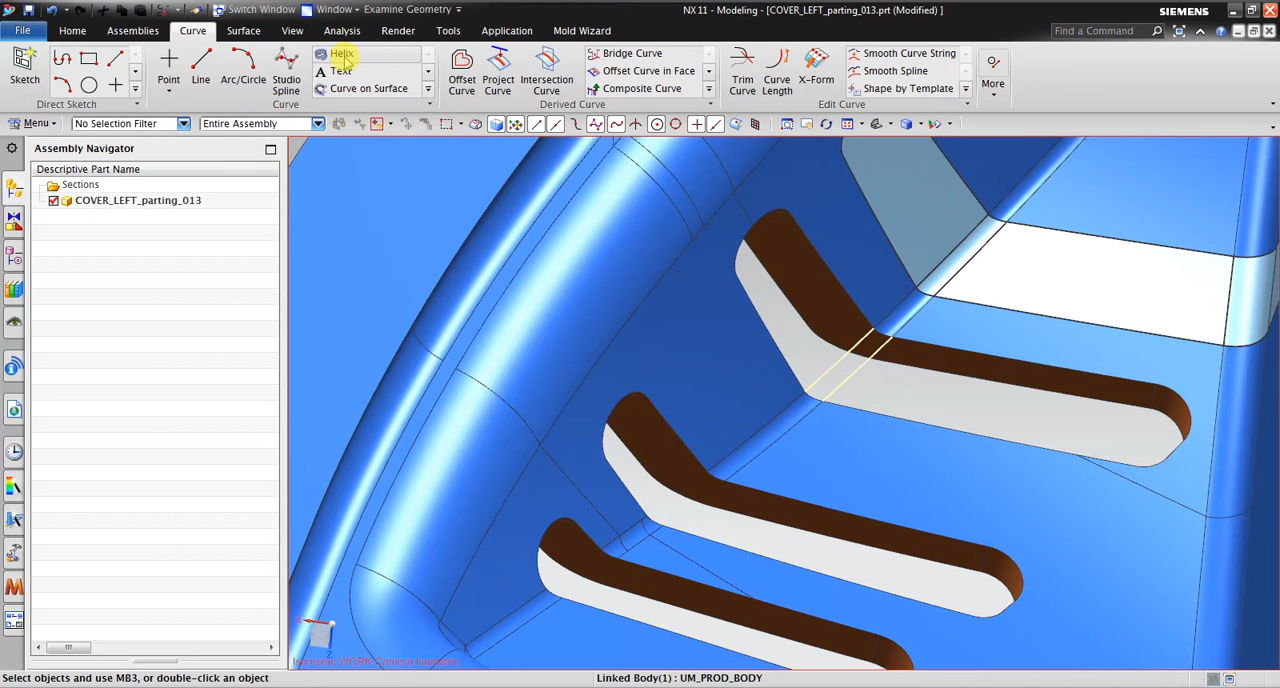 Switch Window Window Examine Geometry
NX 11 - Modeling - [COVER_LEFT_parting_013.prt (Modified) ]
SIEMENS
File Home Assemblies Curve Surface View Analysis Render Tools Application Mold Wizard
Find a Command
Sketch
Direct Sketch
Point Line Arc/Circle Studio Spline
Helix
Text
Curve on Surface
Curve
Offset Curve Project Curve Intersection Curve
Bridge Curve
Offset Curve in Face
Composite Curve
Derived Curve
Trim Curve Curve Length X-Form
Smooth Curve String
Smooth Spline
Shape by Template
Edit Curve
More
Menu No Selection Filter Entire Assembly
Assembly Navigator
Descriptive Part Name
Sections
COVER_LEFT_parting_013
X
Z
Isometric WORK Camera Isometric
Select objects and use MB3, or double-click an object
Linked Body(1) : UM_PROD_BODY